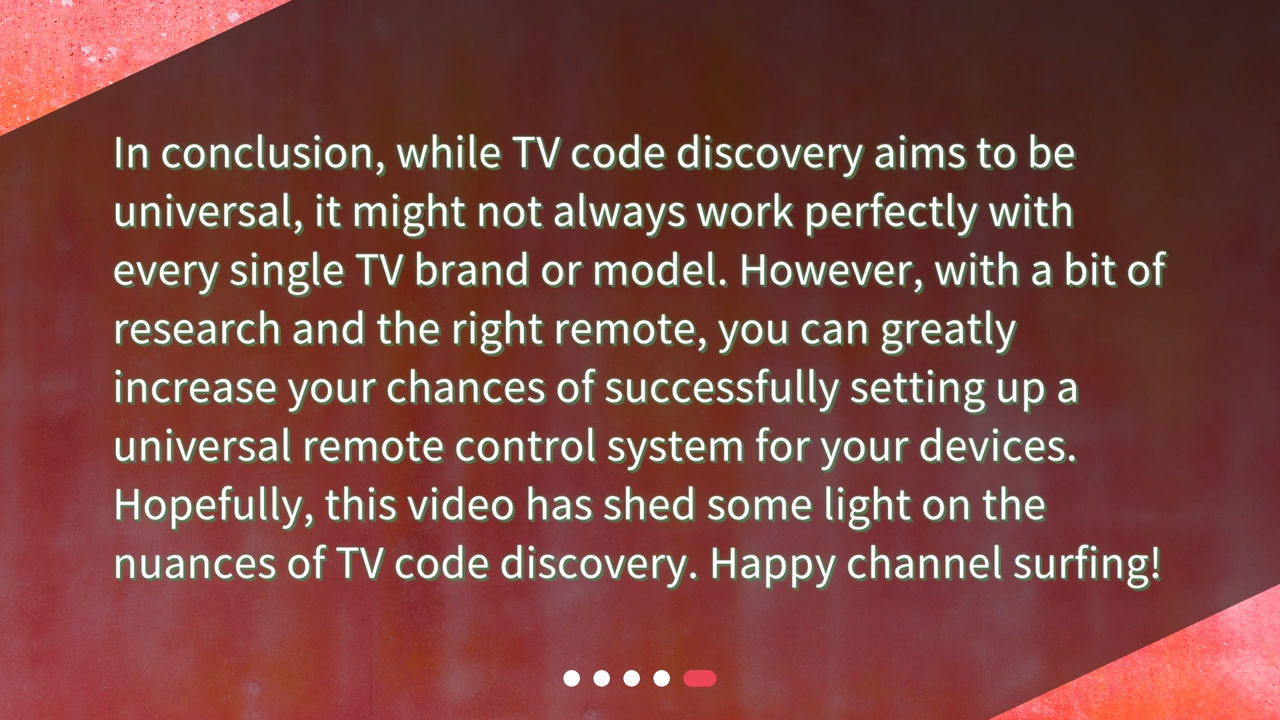 In conclusion, while TV code discovery aims to be
universal, it might not always work perfectly with
every single TV brand or model. However, with a bit of
research and the right remote, you can greatly
increase your chances of successfully setting up a
universal remote control system for your devices.
Hopefully, this video has shed some light on the
nuances of TV code discovery. Happy channel surfing!